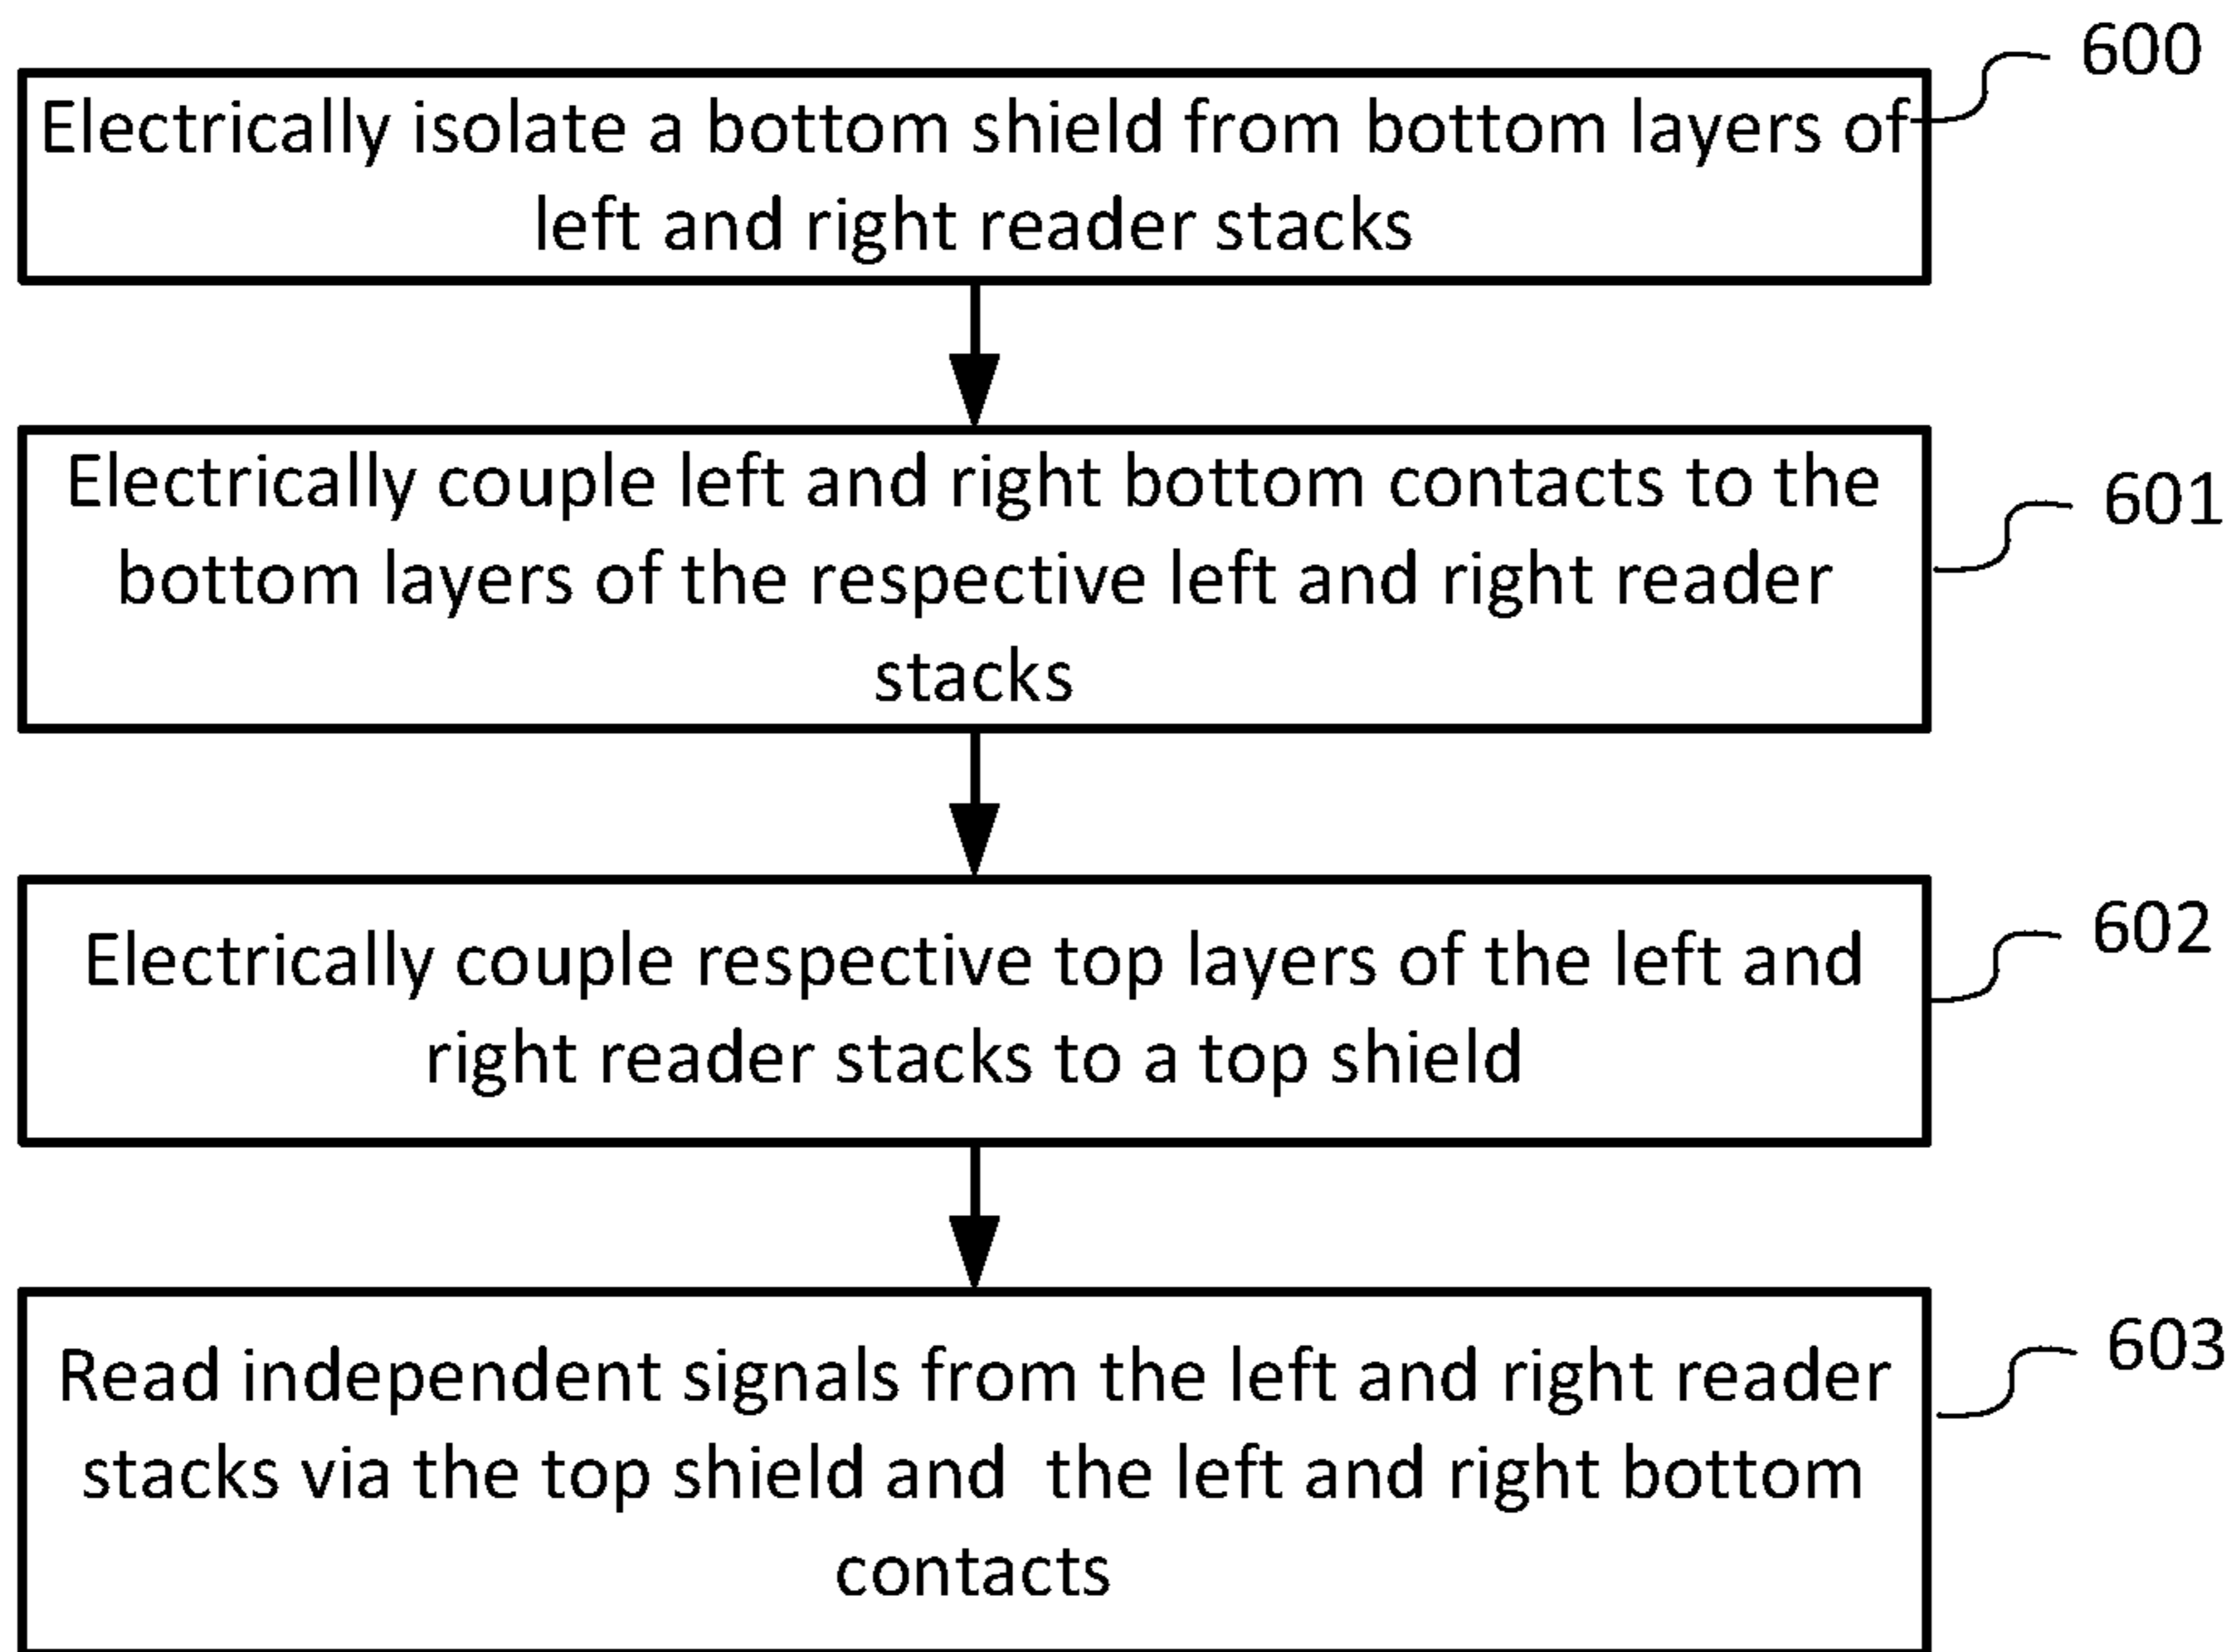 600
Electrically isolate a bottom shield from bottom layers of
left and right reader stacks
601
Electrically couple left and right bottom contacts to the
bottom layers of the respective left and right reader
stacks
602
Electrically couple respective top layers of the left and
right reader stacks to a top shield
603
Read independent signals from the left and right reader
stacks via the top shield and  the left and right bottom
contacts